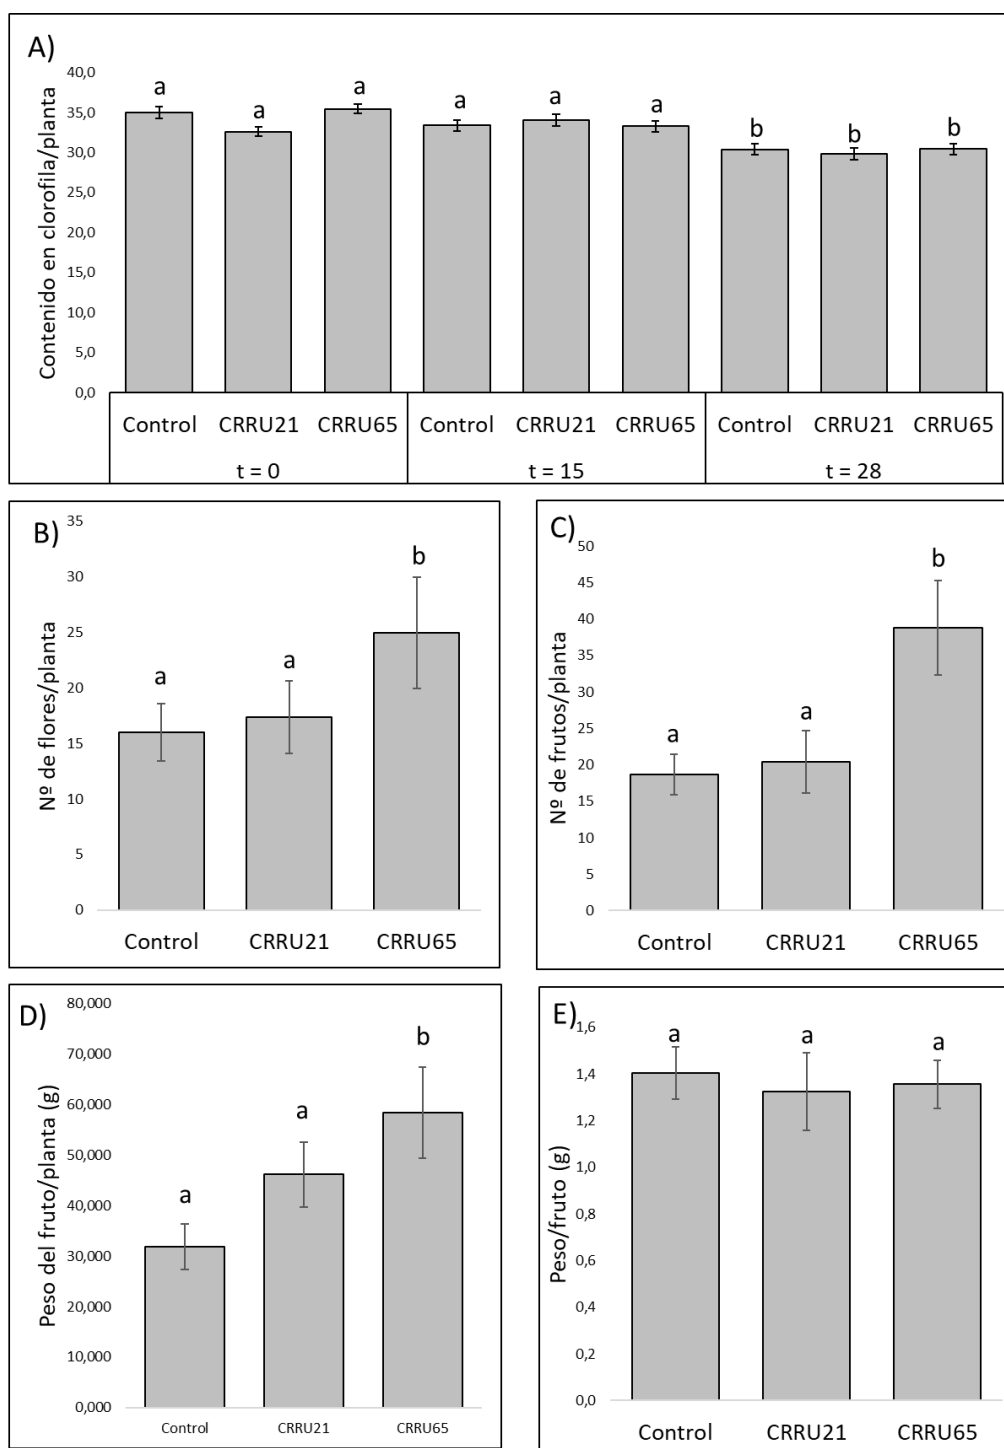 A)
Contenido en clorofila/planta
40,0
35,0
30,0
25,0
20,0
15,0
10,0
5,0
0,0
a a a a a a b b b
Control CRRU21 CRRU65 Control CRRU21 CRRU65 Control CRRU21 CRRU65
t = 0 t = 15 t = 28
B)
Nº de flores/planta
35
30
25
20
15
10
5
0
a a b
Control CRRU21 CRRU65
C)
Nº de frutos/planta
50
45
40
35
30
25
20
15
10
5
0
a a b
Control CRRU21 CRRU65
D)
Peso del fruto/planta (g)
80,000
70,000
60,000
50,000
40,000
30,000
20,000
10,000
0,000
a a b
Control CRRU21 CRRU65
E)
Peso/fruto (g)
1,6
1,4
1,2
1,0
0,8
0,6
0,4
0,2
0,0
a a a
Control CRRU21 CRRU65